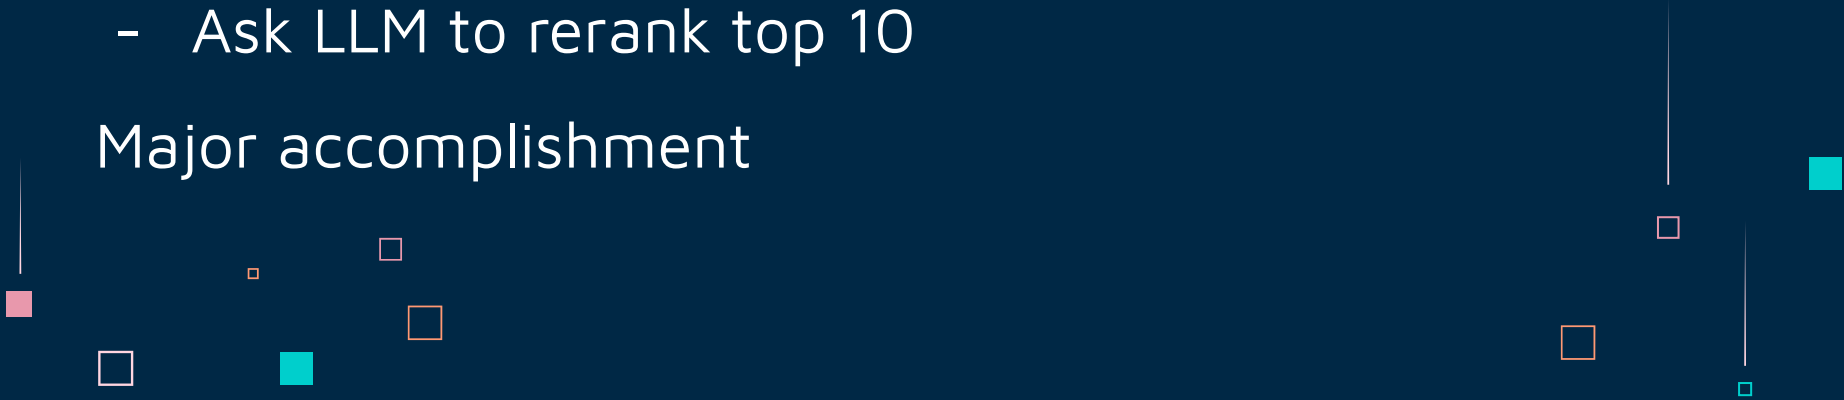 - Ask LLM to rerank top 10
Major accomplishment